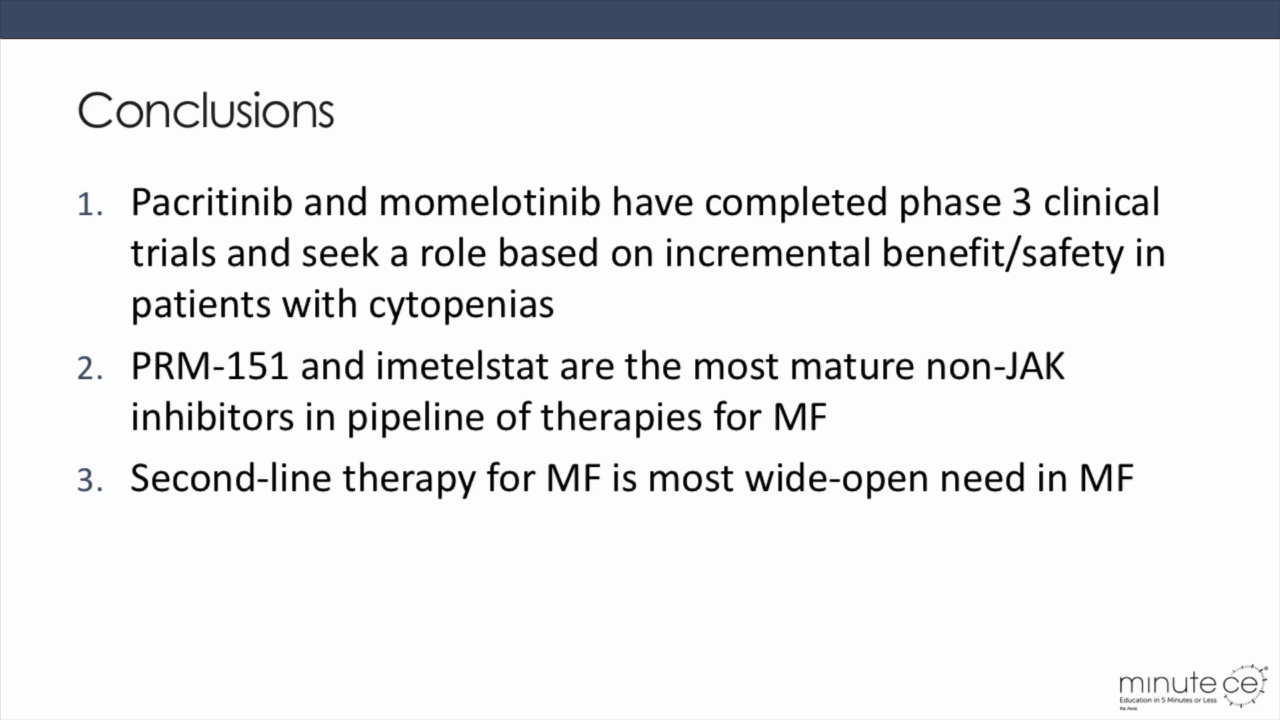 Conclusions
1. Pacritinib and momelotinib have completed phase 3 clinical
trials and seek a role based on incremental benefit/safety in
patients with cytopenias
2. PRM-151 and imetelstat are the most mature non-JAK
inhibitors in pipeline of therapies for MF
3. Second-line therapy for MF is most wide-open need in MF
minute ce
Education in 5 Minutes or Less